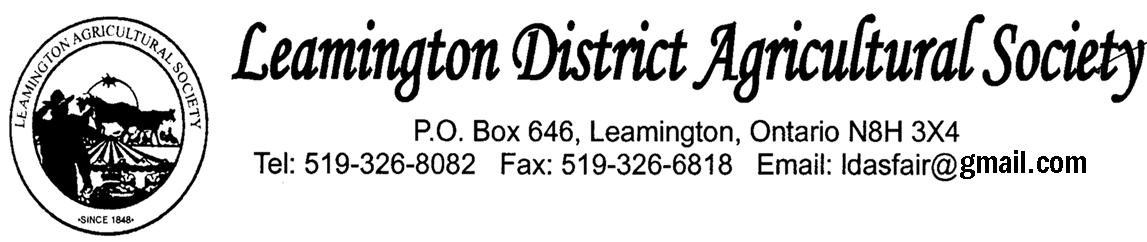 LEAMINGTON AGRICULTURAL SOCIETY
•SINCE 1848•
Leamington District Agricultural Society
P.O. Box 646, Leamington, Ontario N8H 3X4
Tel: 519-326-8082 Fax: 519-326-6818 Email: ldasfair@gmail.com